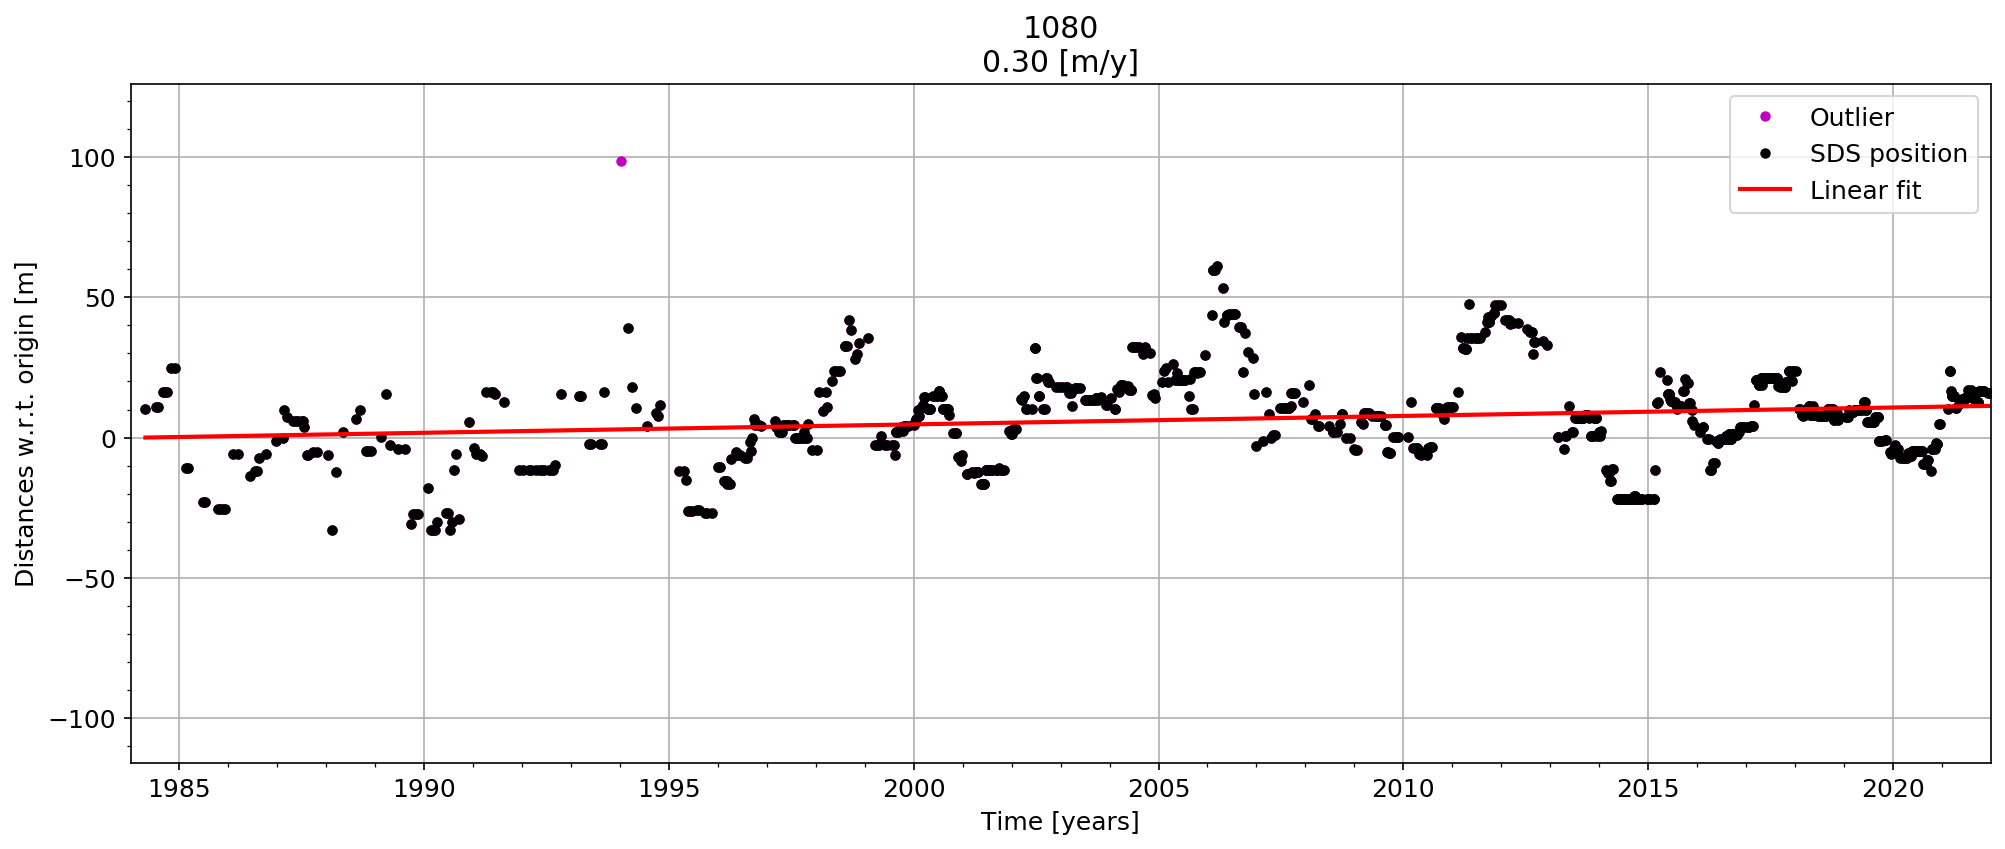 1080
0.30 [m/y]
Outlier
SDS position
Linear fit
Distances w.r.t. origin [m]
100
50
0
−50
−100
1985 1990 1995 2000 2005 2010 2015 2020
Time [years]